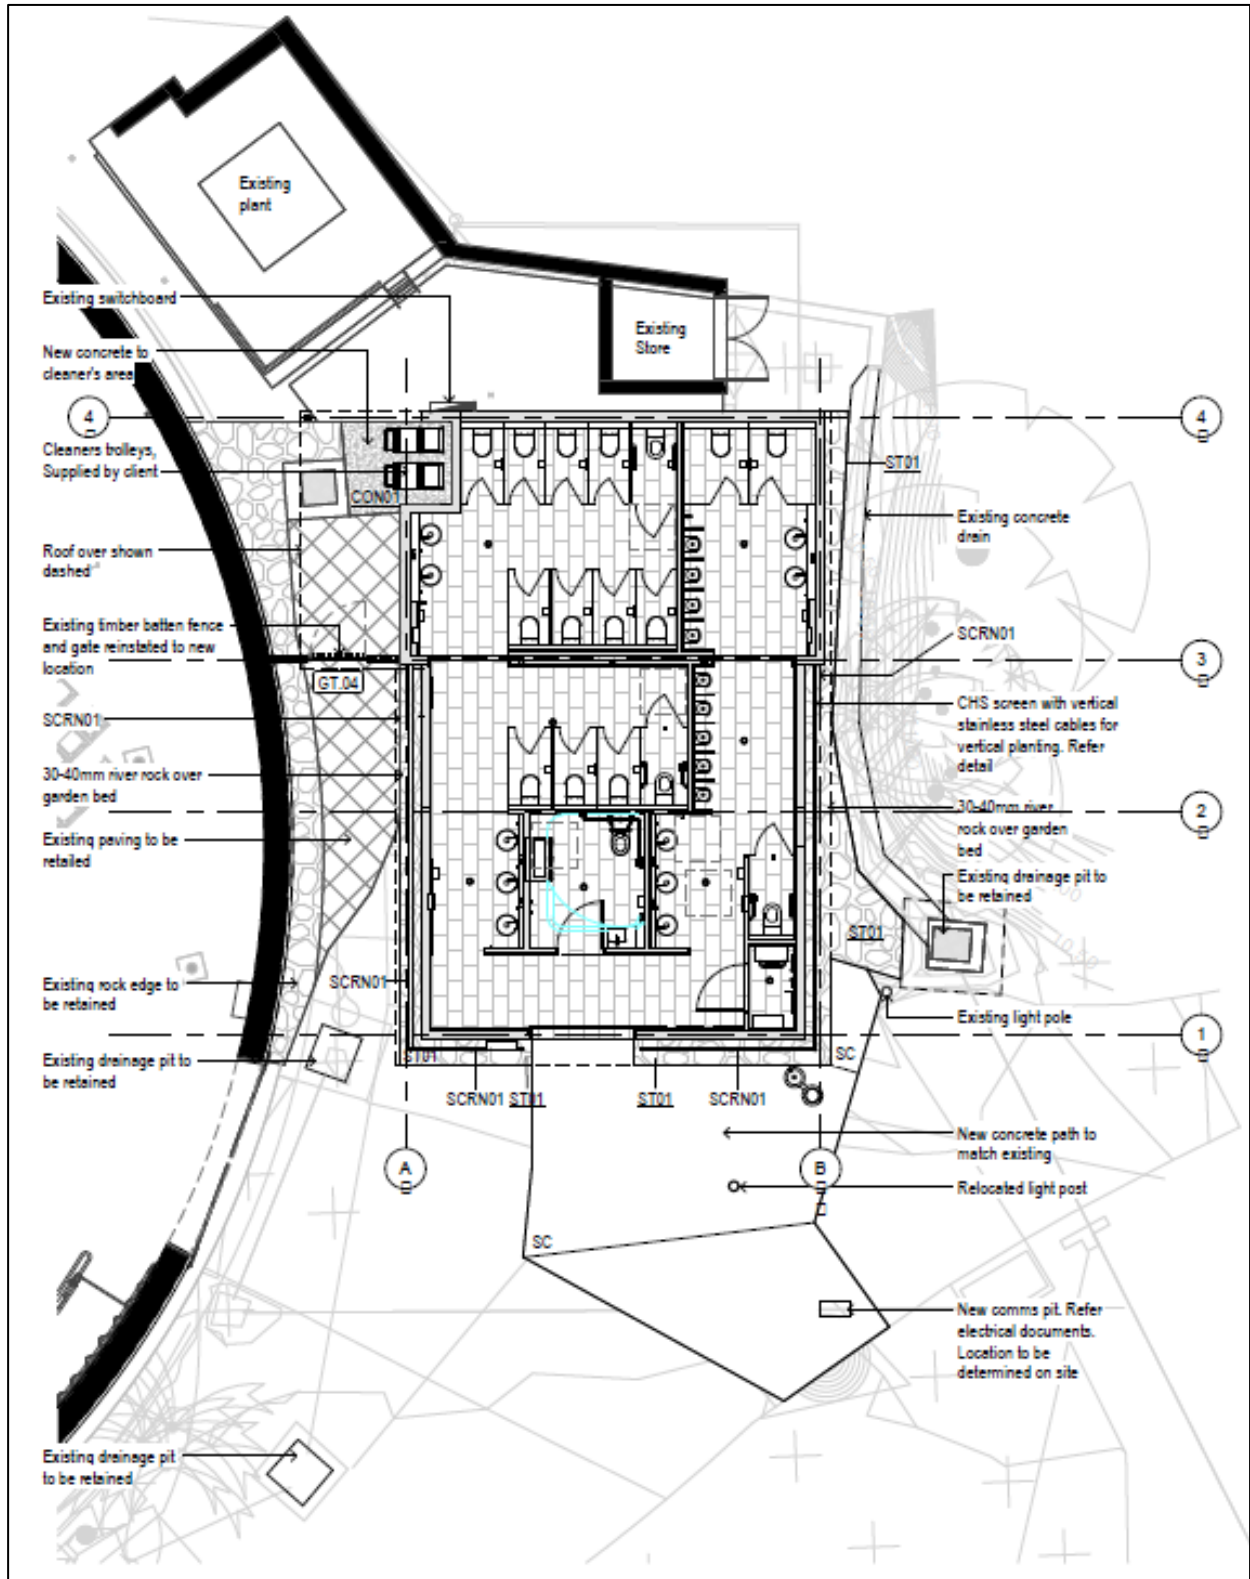 Existing
plant
Existing switchboard
Existing
Store
New concrete to
cleaner's area
4
4
Cleaners trolleys,
Supplied by client
ST01
CON01
Existing concrete
drain
Roof over shown
dashed
Existing timber batten fence
and gate reinstated to new
location
SCRN01
3
GT.04
CHS screen with vertical
stainless steel cables for
vertical planting. Refer
detail
SCRN01
30-40mm river rock over
garden bed
30-40mm river
rock over garden
bed
2
Existing paving to be
retailed
Existing drainage pit to
be retained
ST01
Existing rock edge to
be retained
SCRN01
Existing light pole
1
Existing drainage pit to
be retained
ST01
SC
SCRN01 ST01
ST01
SCRN01
New concrete path to
match existing
A
B
Relocated light post
SC
New comms pit. Refer
electrical documents.
Location to be
determined on site
Existing drainage pit
to be retained